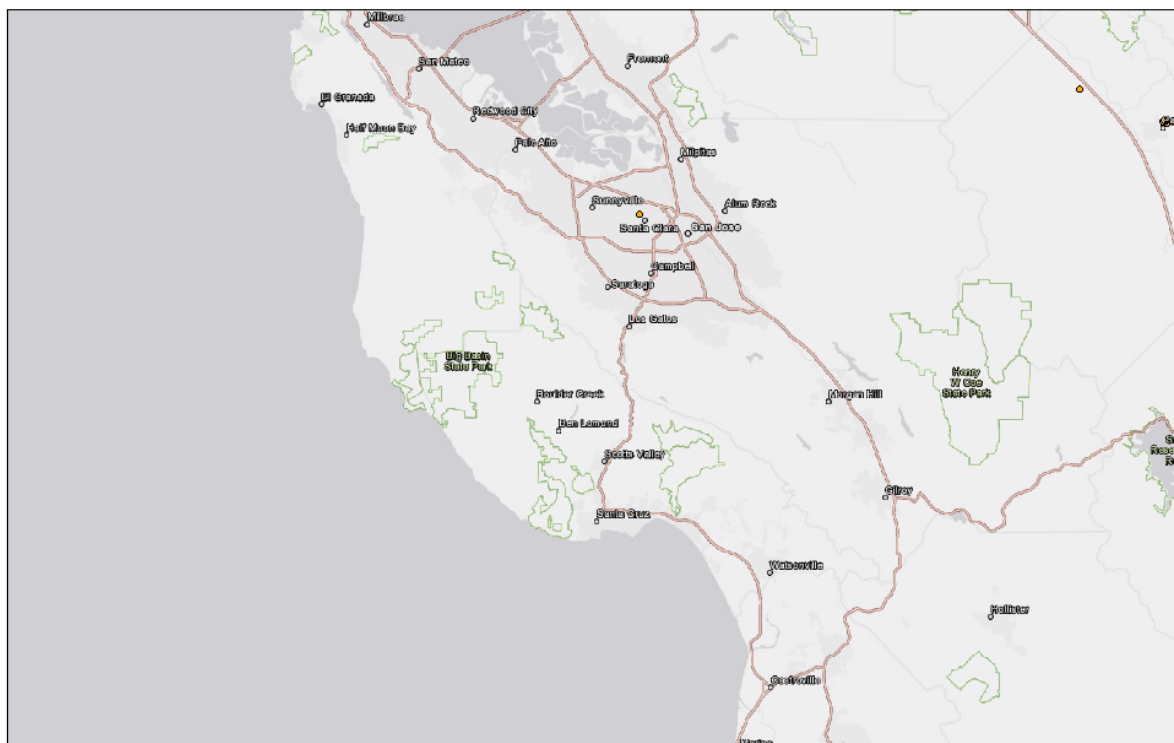 Millbrae
Fremont
San Mateo
El Granada
Redwood City
Half Moon Bay
Palo Alto
Milpitas
Sunnyvale
Alum Rock
Santa Clara
San Jose
Campbell
Saratoga
Los Gatos
Big Basin
State Park
Henry
W Coe
State Park
Boulder Creek
Morgan Hill
Ben Lomond
Scotts Valley
Gilroy
Santa Cruz
Watsonville
Hollister
Castroville
Marina